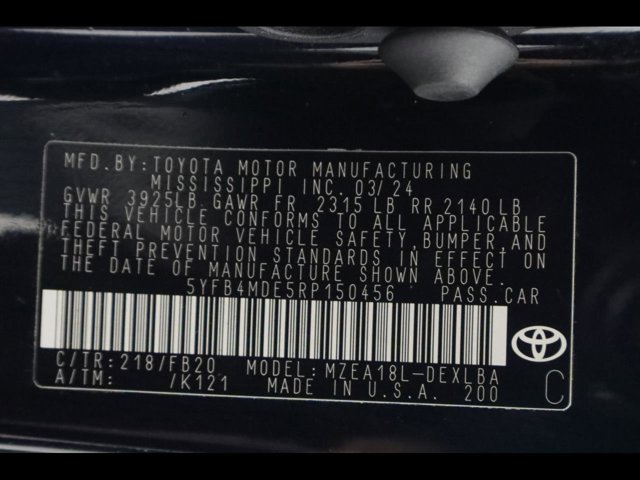 MFD.BY:TOYOTA MOTOR MANUFACTURING
MISSISSIPPI INC. 03/24
GVWR 3925LB GAWR FR 2315 LB RR 2140 LB
THIS VEHICLE CONFORMS TO ALL APPLICABLE
FEDERAL MOTOR VEHICLE SAFETY, BUMPER, AND
THEFT PREVENTION STANDARDS IN EFFECT ON
THE DATE OF MANUFACTURE SHOWN ABOVE.
5YFB4MDE5RP150456 PASS.CAR
C/TR:218/FB20 MODEL:MZEA18L-DEXLBA
A/TM: /K121 MADE IN U.S.A. 200
C